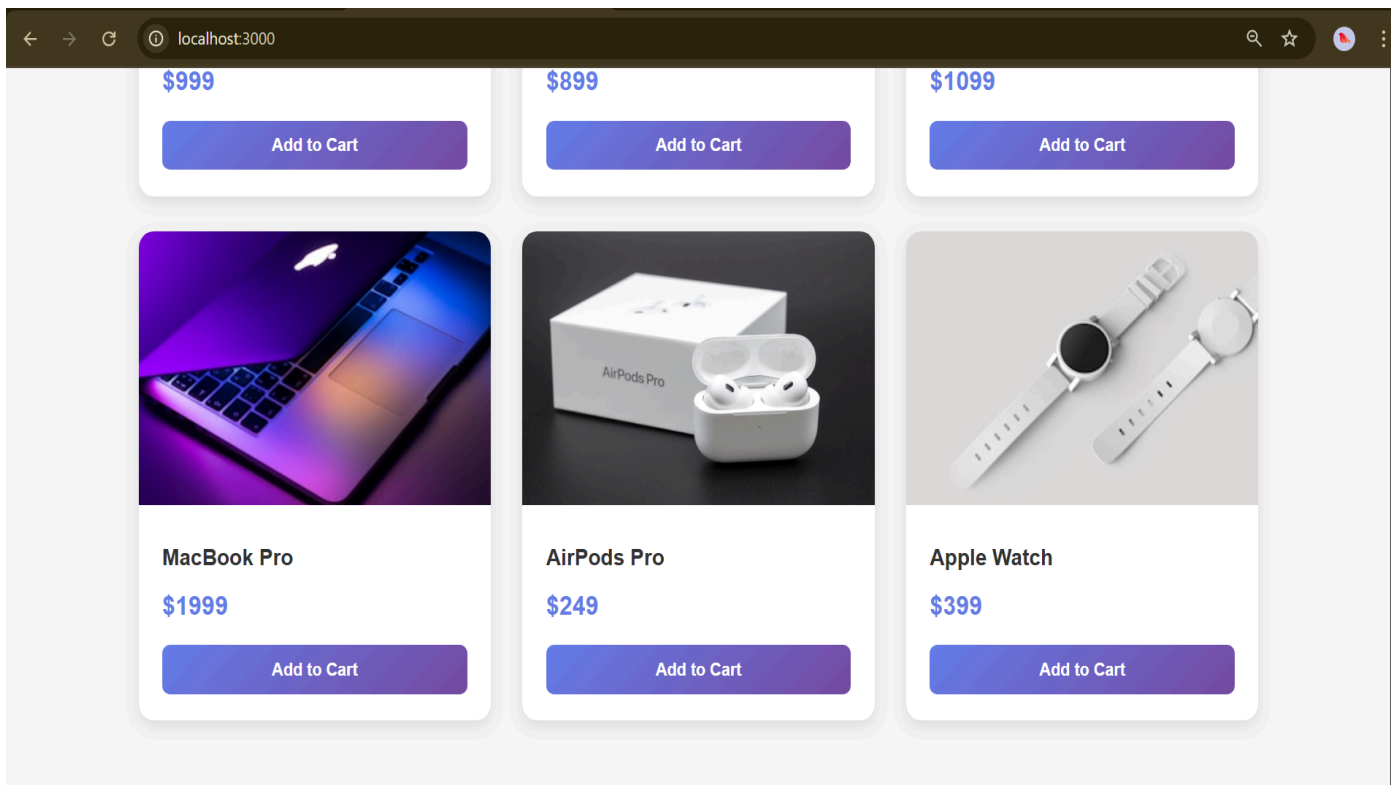 localhost:3000
$999
$899
$1099
Add to Cart
Add to Cart
Add to Cart
AirPods Pro
MacBook Pro
AirPods Pro
Apple Watch
$1999
$249
$399
Add to Cart
Add to Cart
Add to Cart